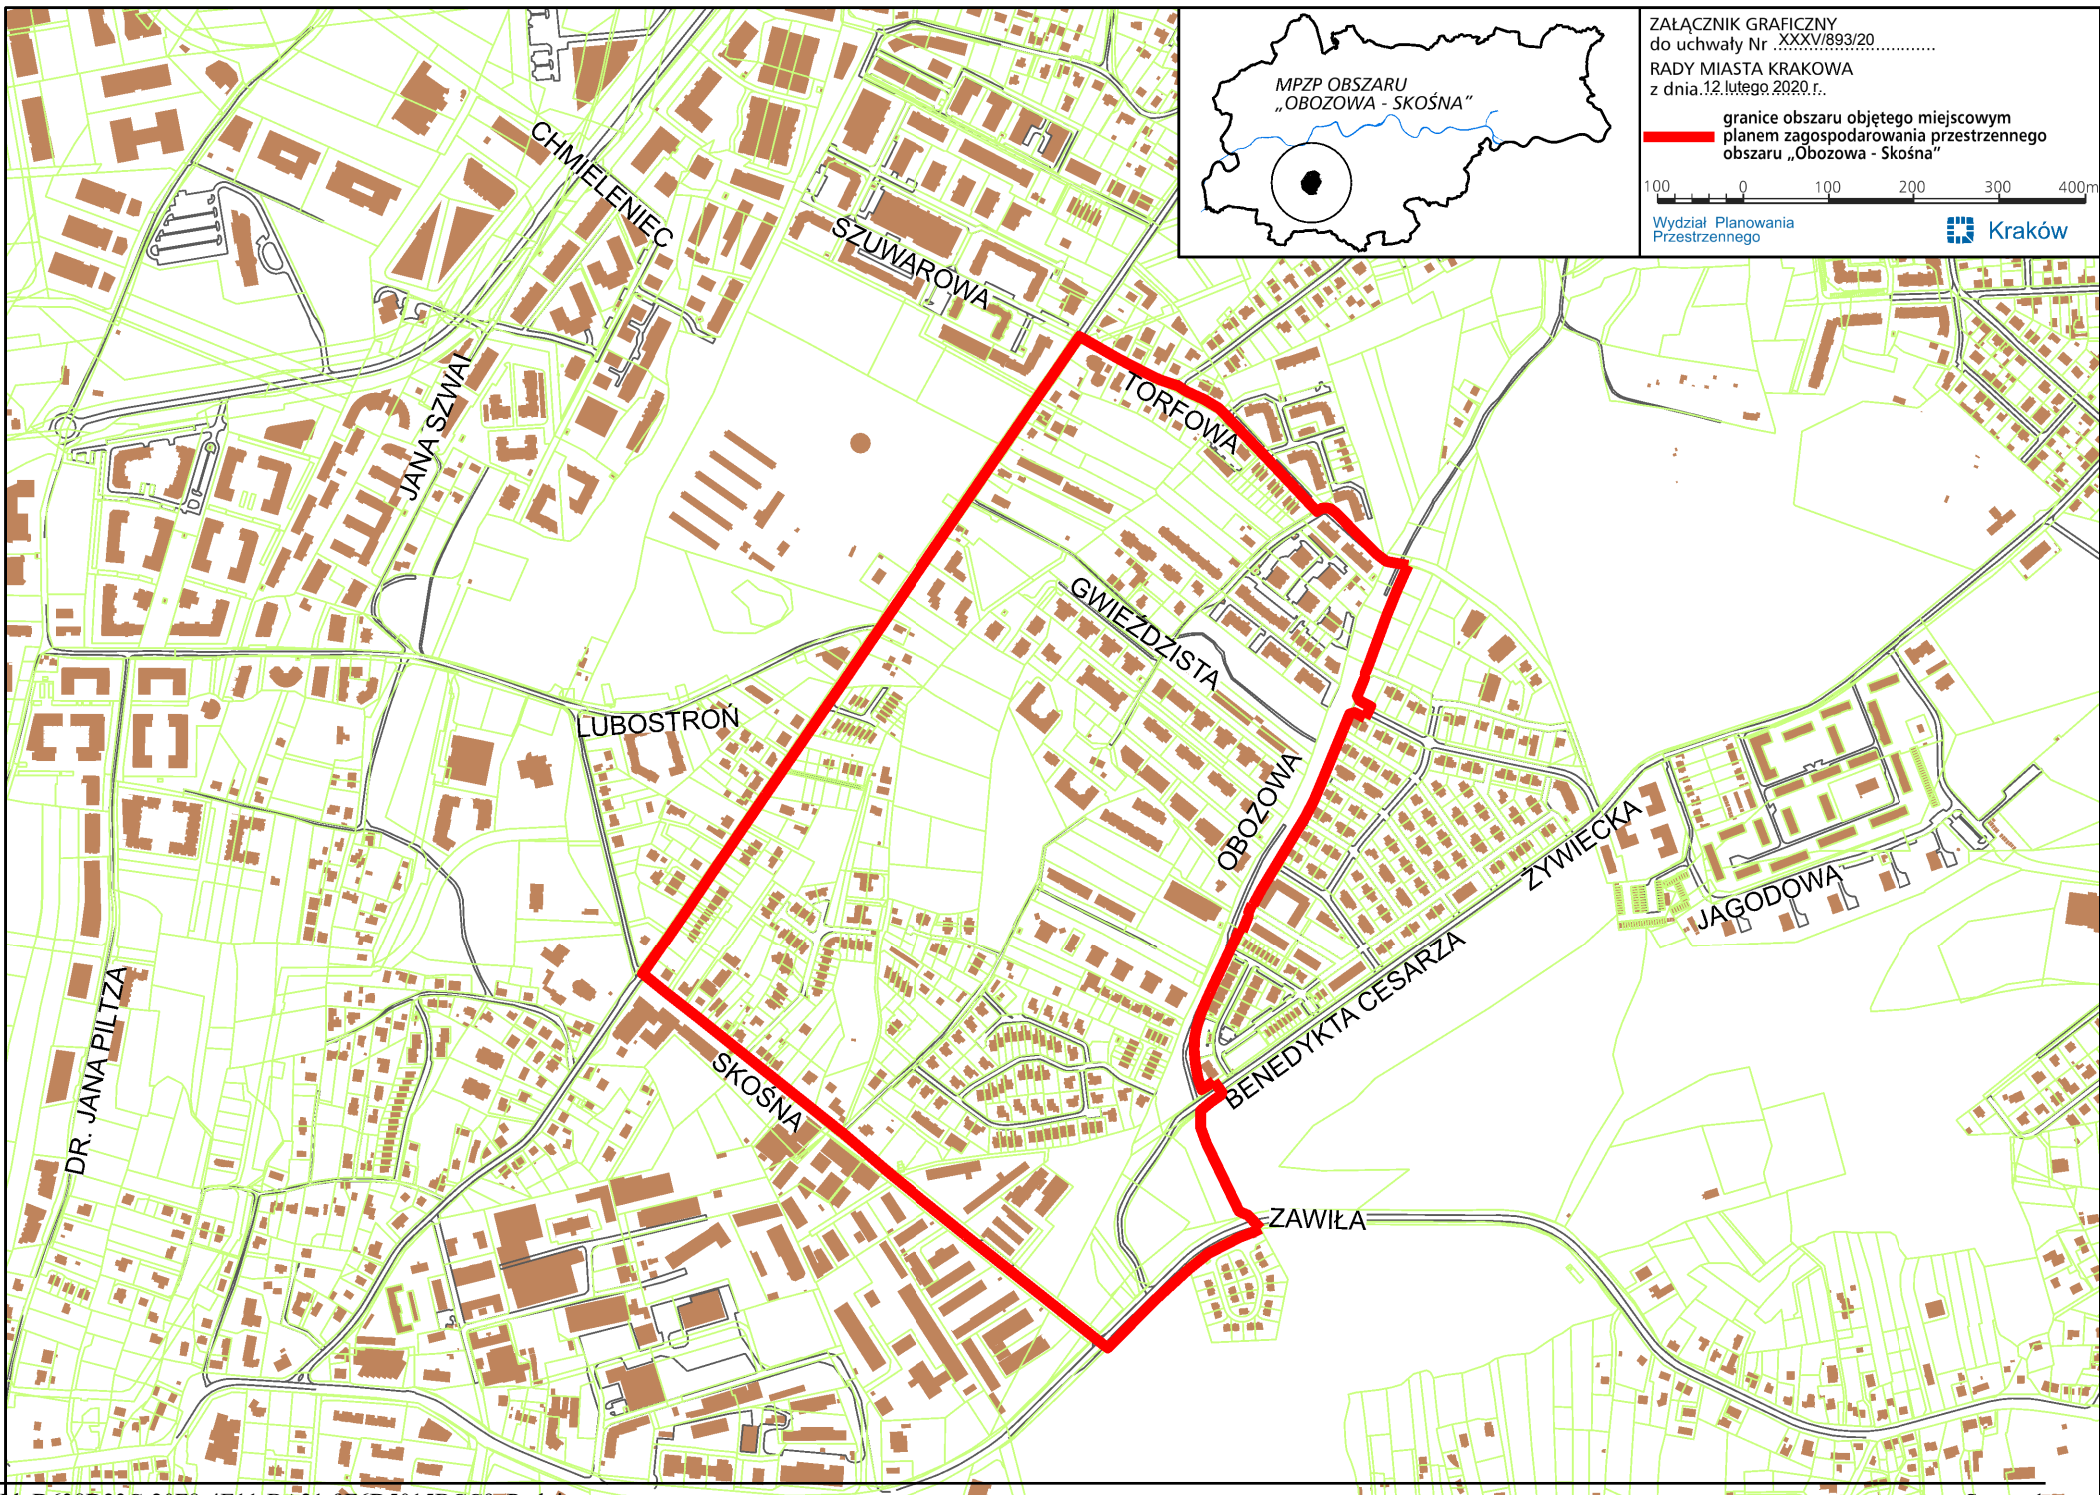 MPZP OBSZARU
„OBOZOWA - SKOŚNA”
ZAŁĄCZNIK GRAFICZNY
do uchwały Nr .XXXV/893/20............
RADY MIASTA KRAKOWA
z dnia.12 lutego 2020 r..
granice obszaru objętego miejscowym
planem zagospodarowania przestrzennego
obszaru „Obozowa - Skośna”
100 0 100 200 300 400m
Wydział Planowania
Przestrzennego
Kraków
CHMIELENIEC
SZUWAROWA
JANA SZWAI
TORFOWA
GWIEŹDZISTA
LUBOSTROŃ
OBOZOWA
ŻYWIECKA
JAGODOWA
BENEDYKTA CESARZA
DR. JANA PILTZA
SKOŚNA
ZAWIŁA